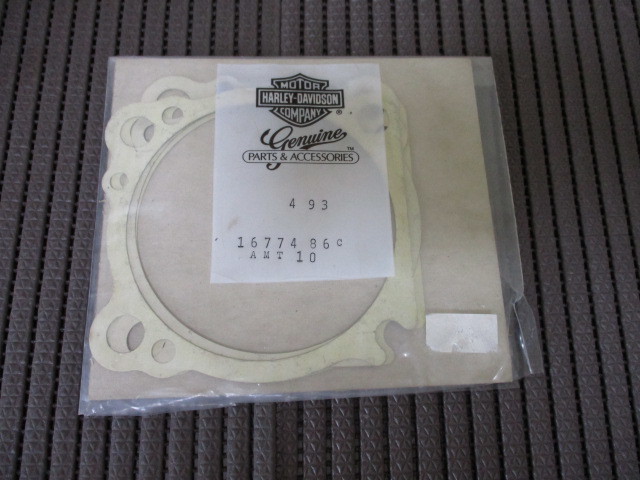 MOTOR
HARLEY-DAVIDSON
COMPANY
®
Genuine
PARTS & ACCESSORIES
™
4 93
16774 86C
AMT 10